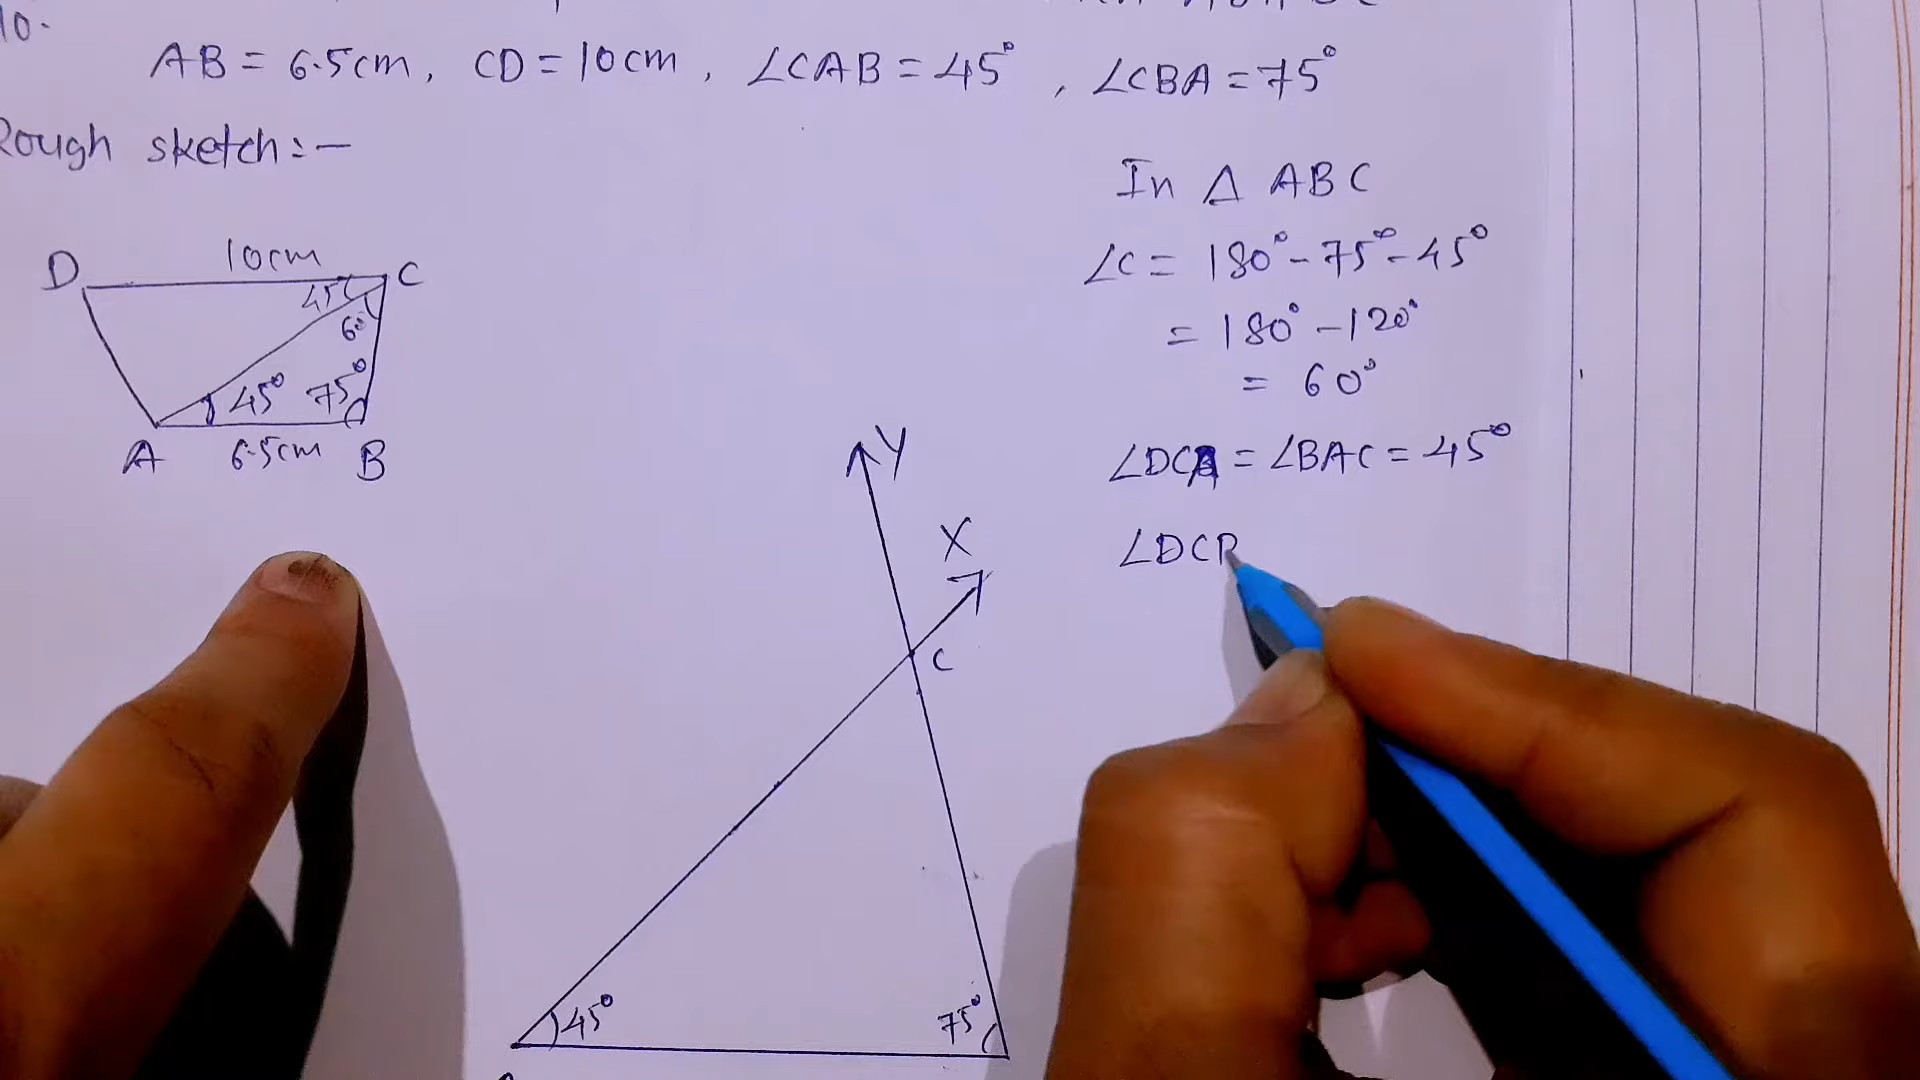 10.
AB = 6.5cm, CD = 10cm, ∠CAB = 45°, ∠CBA = 75°
Rough sketch:-
In Δ ABC
∠C = 180° - 75° - 45°
= 180° - 120°
= 60°
∠DCA = ∠BAC = 45°
∠DCB
D 10cm C
45°
60°
45° 75°
A 6.5cm B
Y
X
C
45° 75°